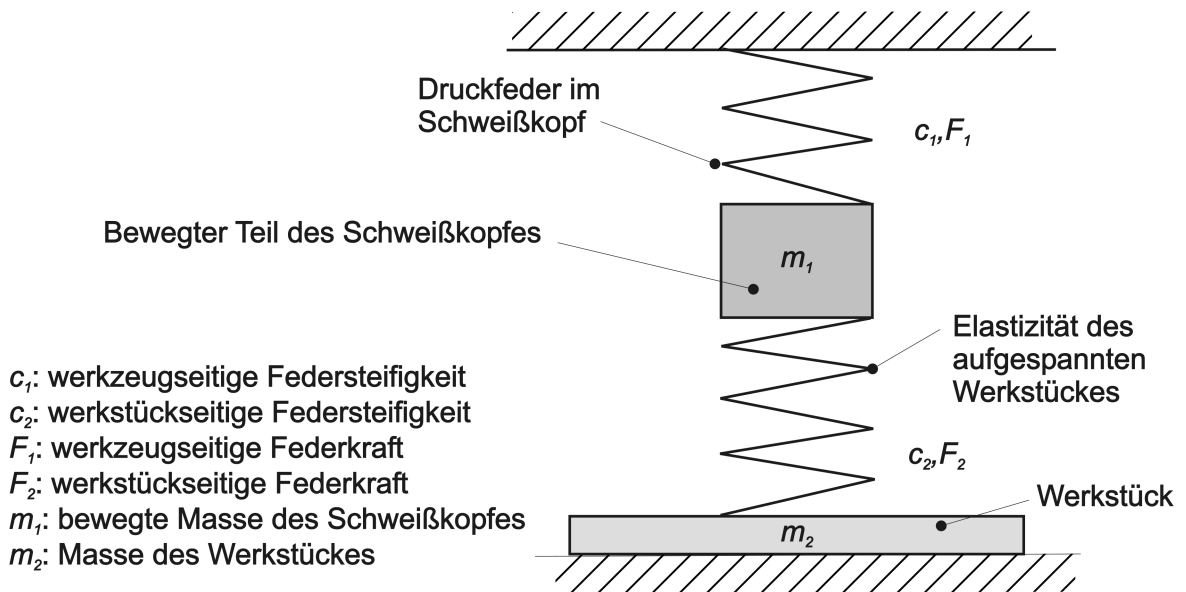 Druckfeder im
Schweißkopf
c₁,F₁
Bewegter Teil des Schweißkopfes
m₁
Elastizität des
aufgespannten
Werkstückes
c₁: werkzeugseitige Federsteifigkeit
c₂: werkstückseitige Federsteifigkeit
F₁: werkzeugseitige Federkraft
F₂: werkstückseitige Federkraft
m₁: bewegte Masse des Schweißkopfes
m₂: Masse des Werkstückes
c₂,F₂
Werkstück
m₂